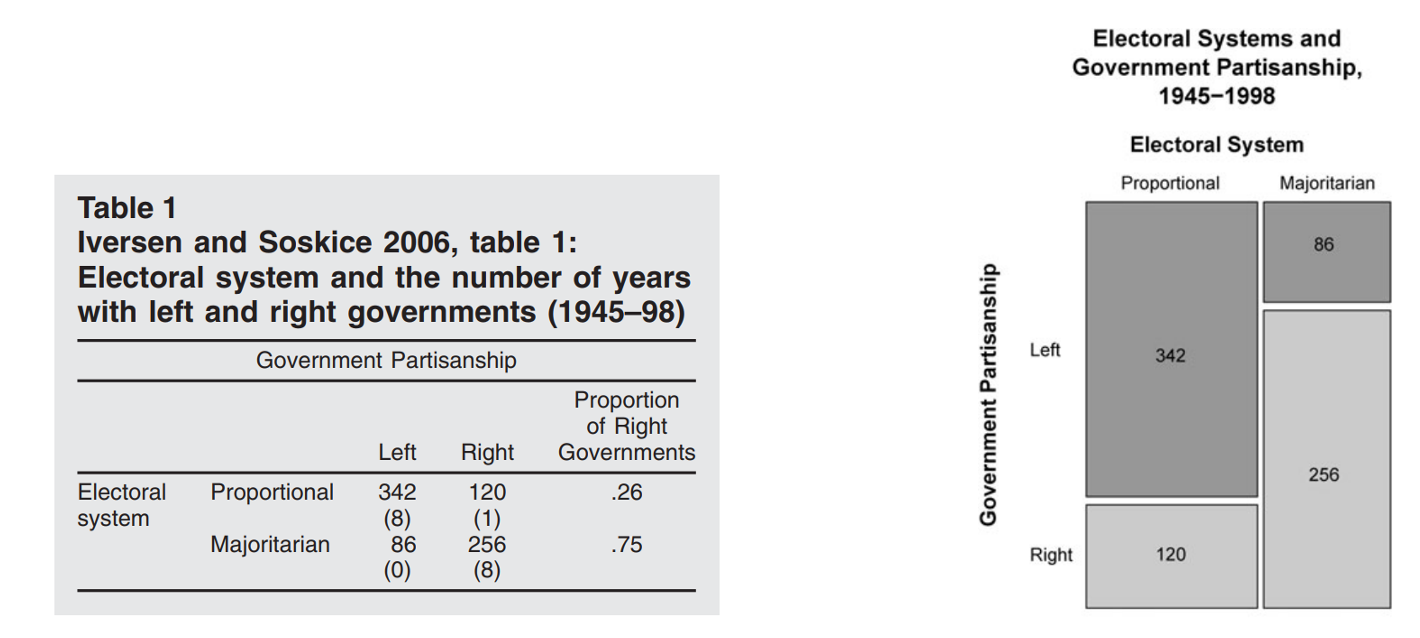 Table 1
Iversen and Soskice 2006, table 1:
Electoral system and the number of years
with left and right governments (1945–98)
Government Partisanship
Proportion
of Right
Left Right Governments
Electoral Proportional 342 120 .26
system (8) (1)
Majoritarian 86 256 .75
(0) (8)
Electoral Systems and
Government Partisanship,
1945–1998
Electoral System
Proportional Majoritarian
Government Partisanship
86
Left 342
256
Right 120